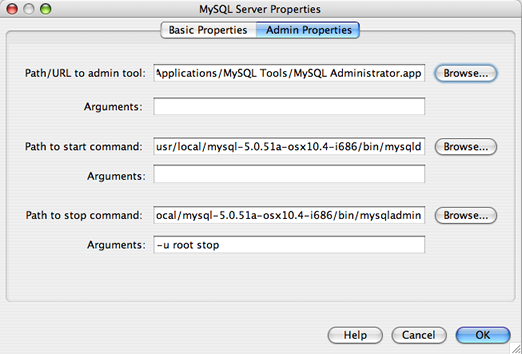 MySQL Server Properties
Basic Properties Admin Properties
Path/URL to admin tool: Applications/MySQL Tools/MySQL Administrator.app Browse...
Arguments:
Path to start command: usr/local/mysql-5.0.51a-osx10.4-i686/bin/mysqld Browse...
Arguments:
Path to stop command: ocal/mysql-5.0.51a-osx10.4-i686/bin/mysqladmin Browse...
Arguments: -u root stop
Help Cancel OK